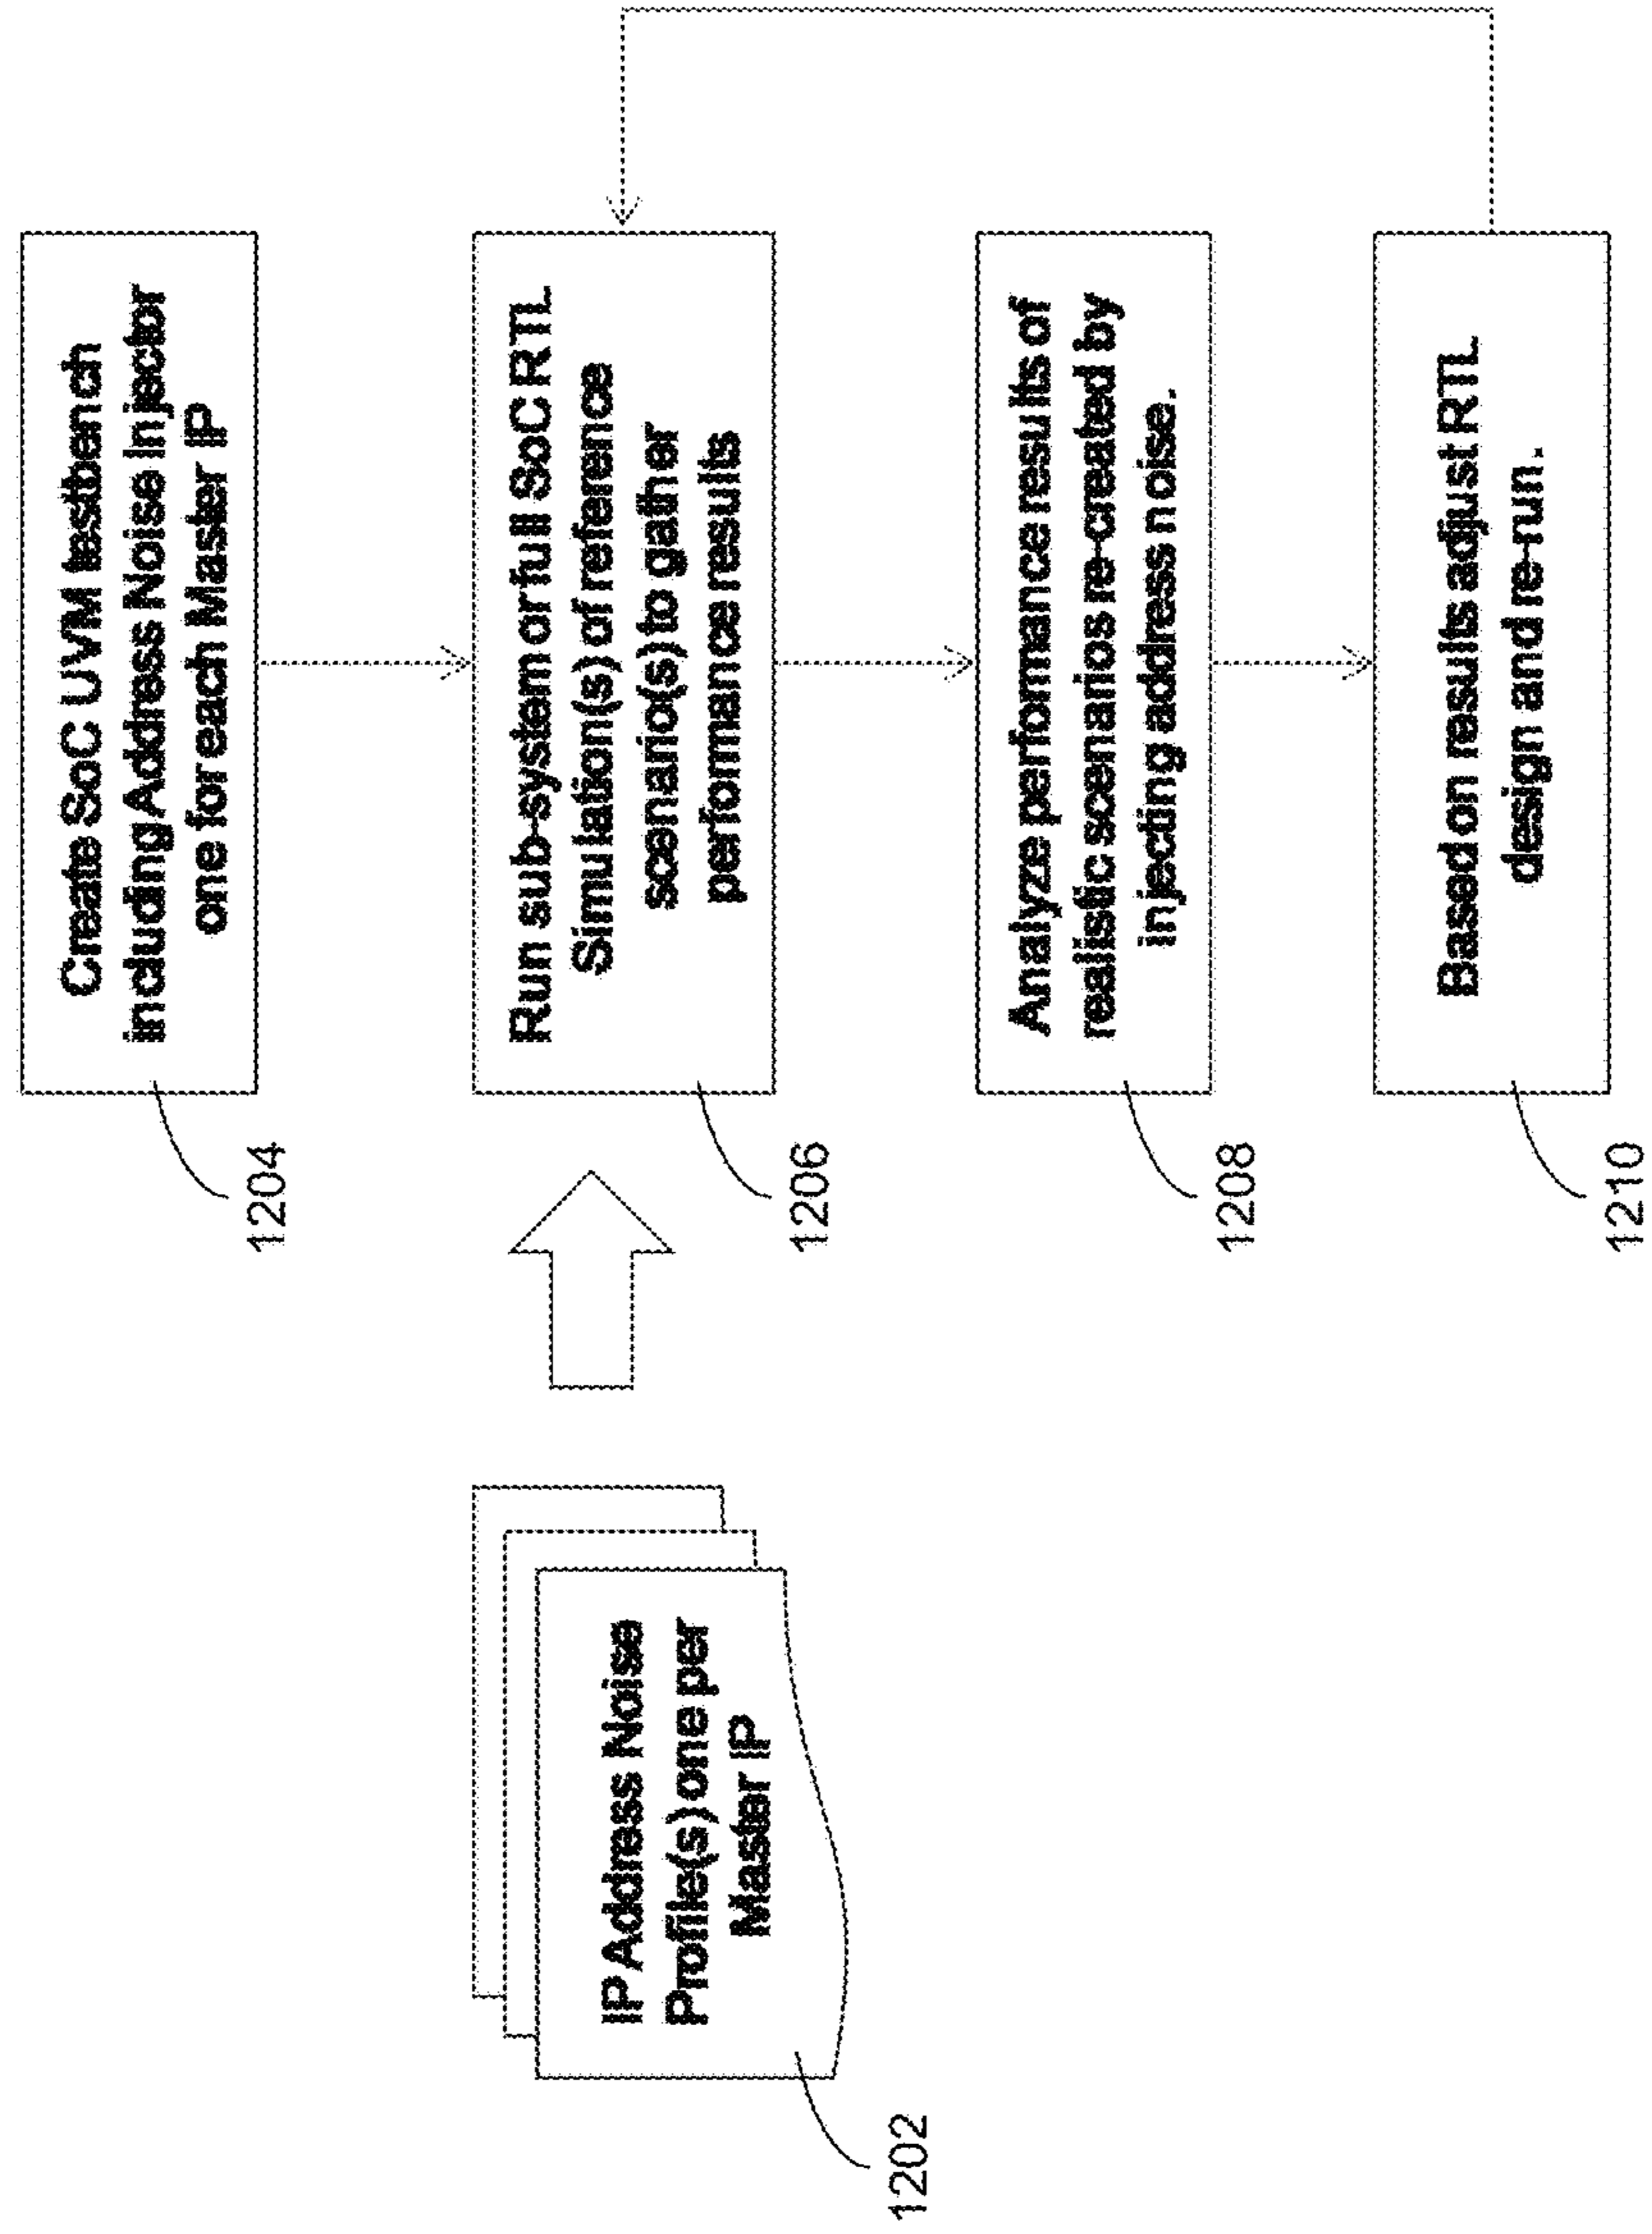 Create SoC UVM testbench
including Address Noise Injector
one for each Master IP
1204
Run sub-system or full SoC RTL
Simulation(s) of reference
scenario(s) to gather
performance results
1206
IP Address Noise
Profile(s) one per
Master IP
1202
Analyze performance results of
realistic scenarios re-created by
injecting address noise.
1208
Based on results adjust RTL
design and re-run.
1210